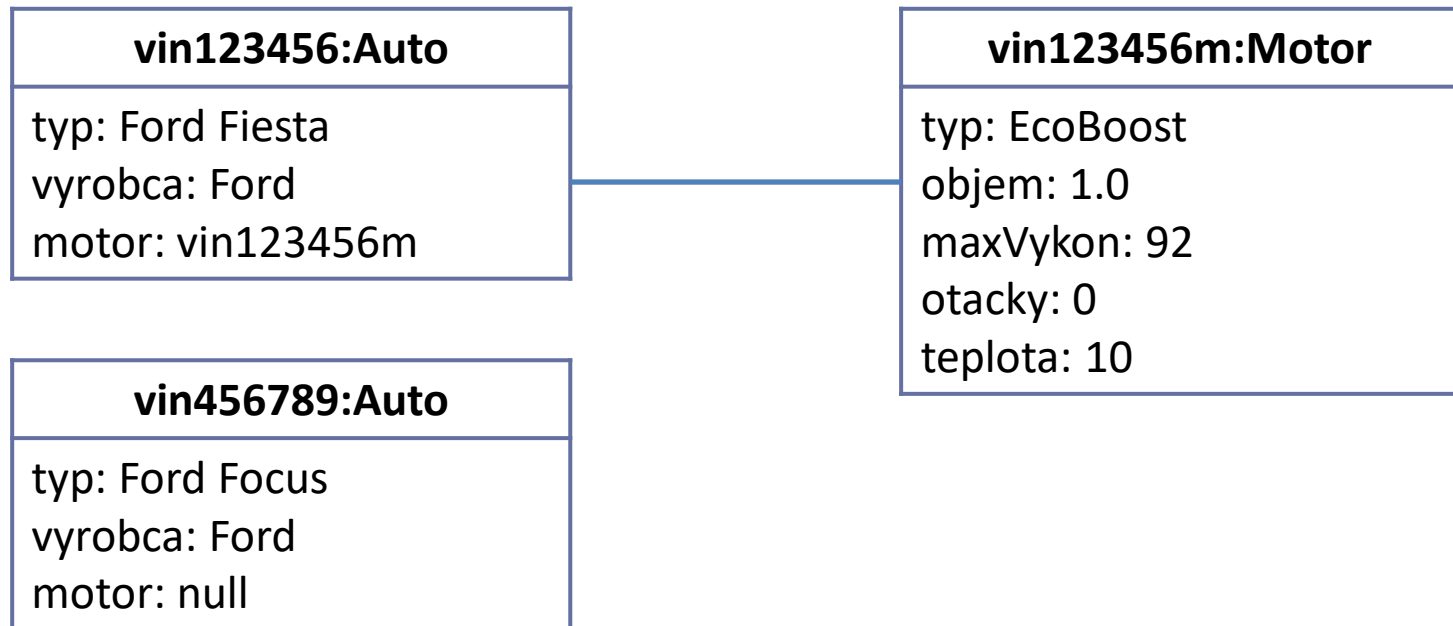 vin123456:Auto
typ: Ford Fiesta
vyrobca: Ford
motor: vin123456m
vin123456m:Motor
typ: EcoBoost
objem: 1.0
maxVykon: 92
otacky: 0
teplota: 10
vin456789:Auto
typ: Ford Focus
vyrobca: Ford
motor: null